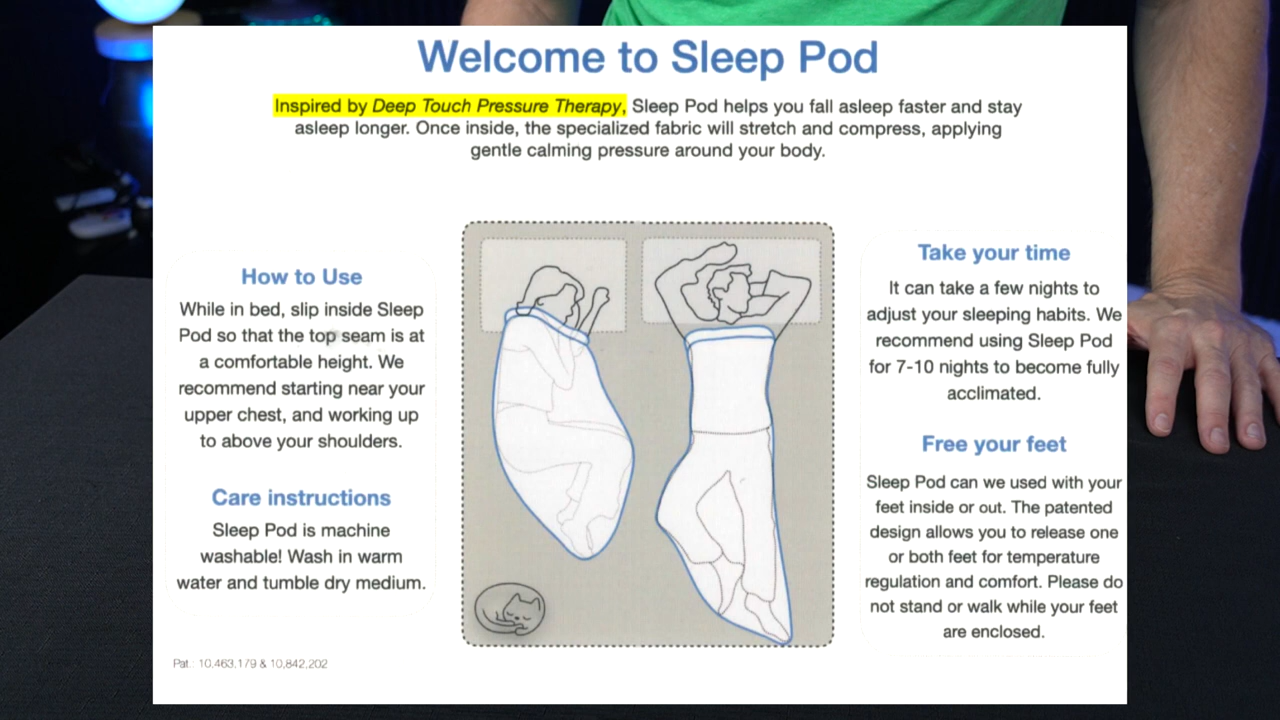 Welcome to Sleep Pod
Inspired by Deep Touch Pressure Therapy, Sleep Pod helps you fall asleep faster and stay
asleep longer. Once inside, the specialized fabric will stretch and compress, applying
gentle calming pressure around your body.
How to Use
While in bed, slip inside Sleep
Pod so that the top seam is at
a comfortable height. We
recommend starting near your
upper chest, and working up
to above your shoulders.
Care instructions
Sleep Pod is machine
washable! Wash in warm
water and tumble dry medium.
Take your time
It can take a few nights to
adjust your sleeping habits. We
recommend using Sleep Pod
for 7-10 nights to become fully
acclimated.
Free your feet
Sleep Pod can we used with your
feet inside or out. The patented
design allows you to release one
or both feet for temperature
regulation and comfort. Please do
not stand or walk while your feet
are enclosed.
Pat.: 10,463,179 & 10,842,202